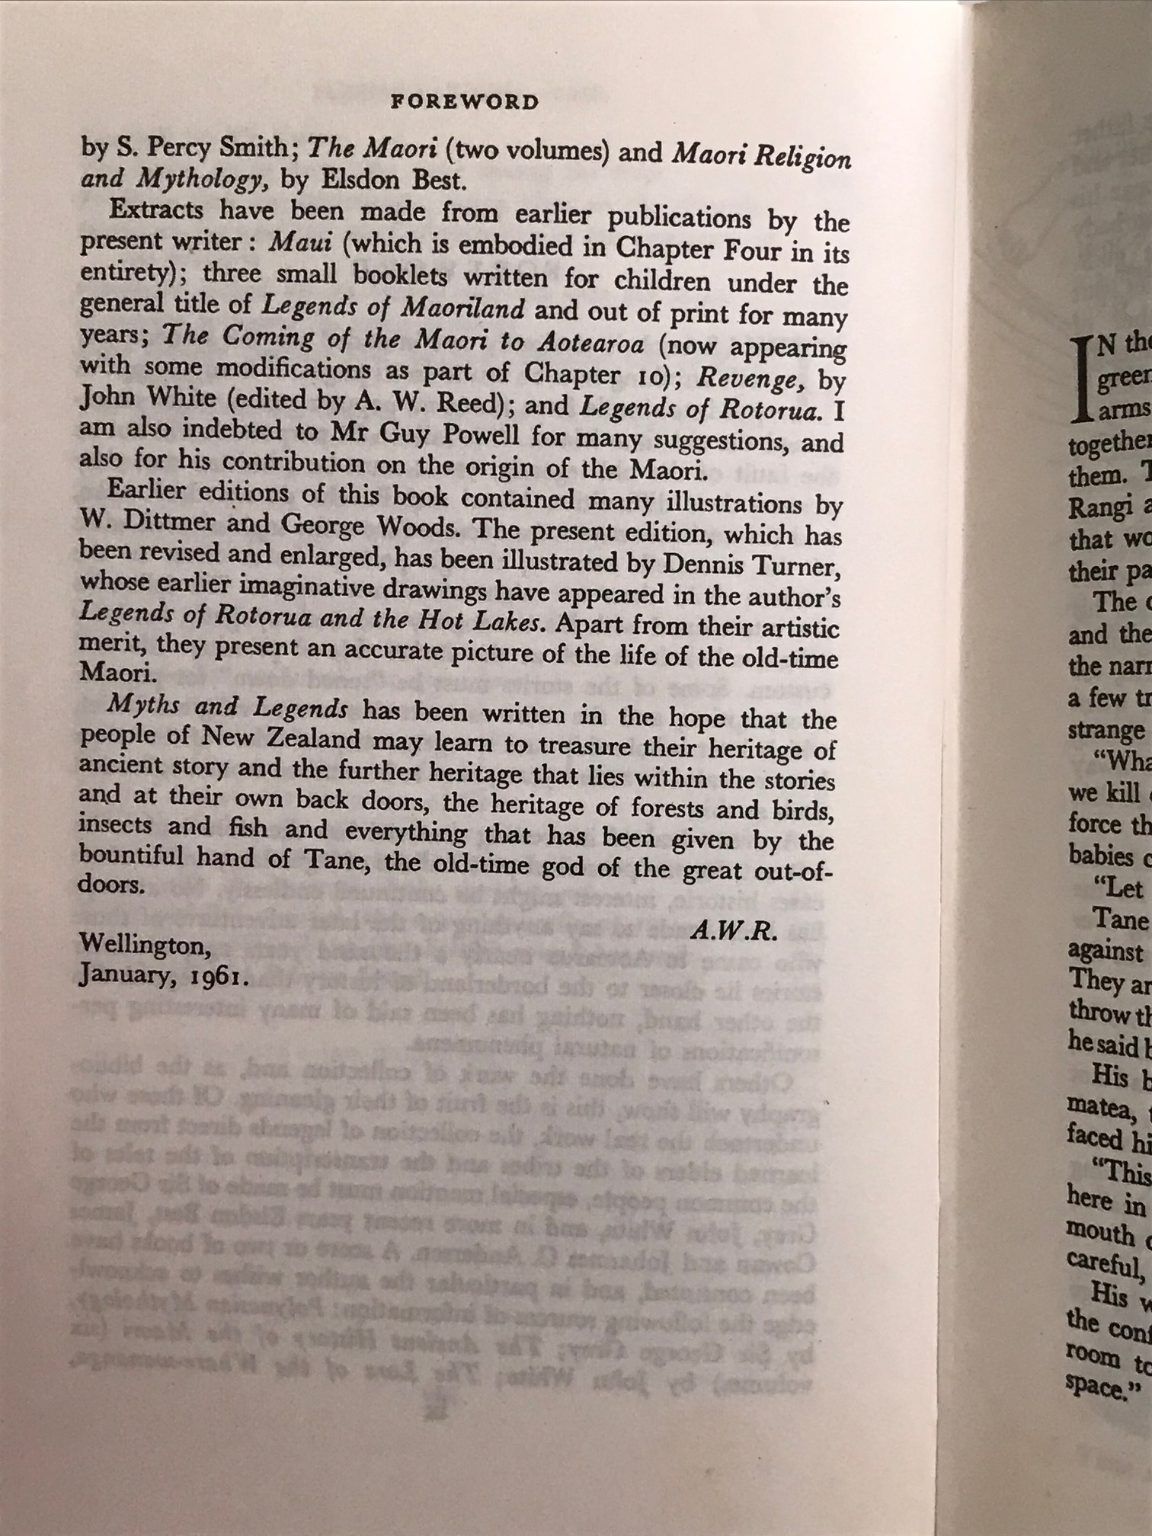 FOREWORD
by S. Percy Smith; The Maori (two volumes) and Maori Religion
and Mythology, by Elsdon Best.
Extracts have been made from earlier publications by the
present writer : Maui (which is embodied in Chapter Four in its
entirety); three small booklets written for children under the
general title of Legends of Maoriland and out of print for many
years; The Coming of the Maori to Aotearoa (now appearing
with some modifications as part of Chapter 10); Revenge, by
John White (edited by A. W. Reed); and Legends of Rotorua. I
am also indebted to Mr Guy Powell for many suggestions, and
also for his contribution on the origin of the Maori.
Earlier editions of this book contained many illustrations by
W. Dittmer and George Woods. The present edition, which has
been revised and enlarged, has been illustrated by Dennis Turner,
whose earlier imaginative drawings have appeared in the author's
Legends of Rotorua and the Hot Lakes. Apart from their artistic
merit, they present an accurate picture of the life of the old-time
Maori.
Myths and Legends has been written in the hope that the
people of New Zealand may learn to treasure their heritage of
ancient story and the further heritage that lies within the stories
and at their own back doors, the heritage of forests and birds,
insects and fish and everything that has been given by the
bountiful hand of Tane, the old-time god of the great out-of-
doors.
A.W.R.
Wellington,
January, 1961.
IN
arms
together
them.
Rangi
that
their
The
and the
the
a few
strange
we kill
force
babies
"Let
Tane
against
They
throw
he said
His
matea,
faced
"This
here in
mouth
careful,
His
the
room
space."